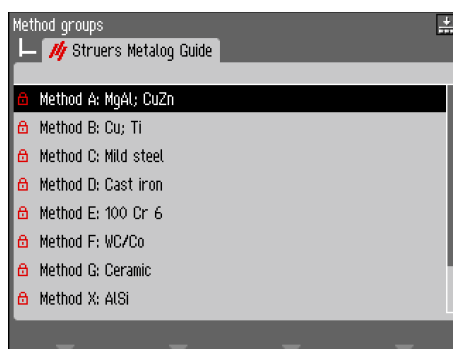 Method groups
Struers Metalog Guide
Method A: MgAl; CuZn
Method B: Cu; Ti
Method C: Mild steel
Method D: Cast iron
Method E: 100 Cr 6
Method F: WC/Co
Method G: Ceramic
Method X: AlSi